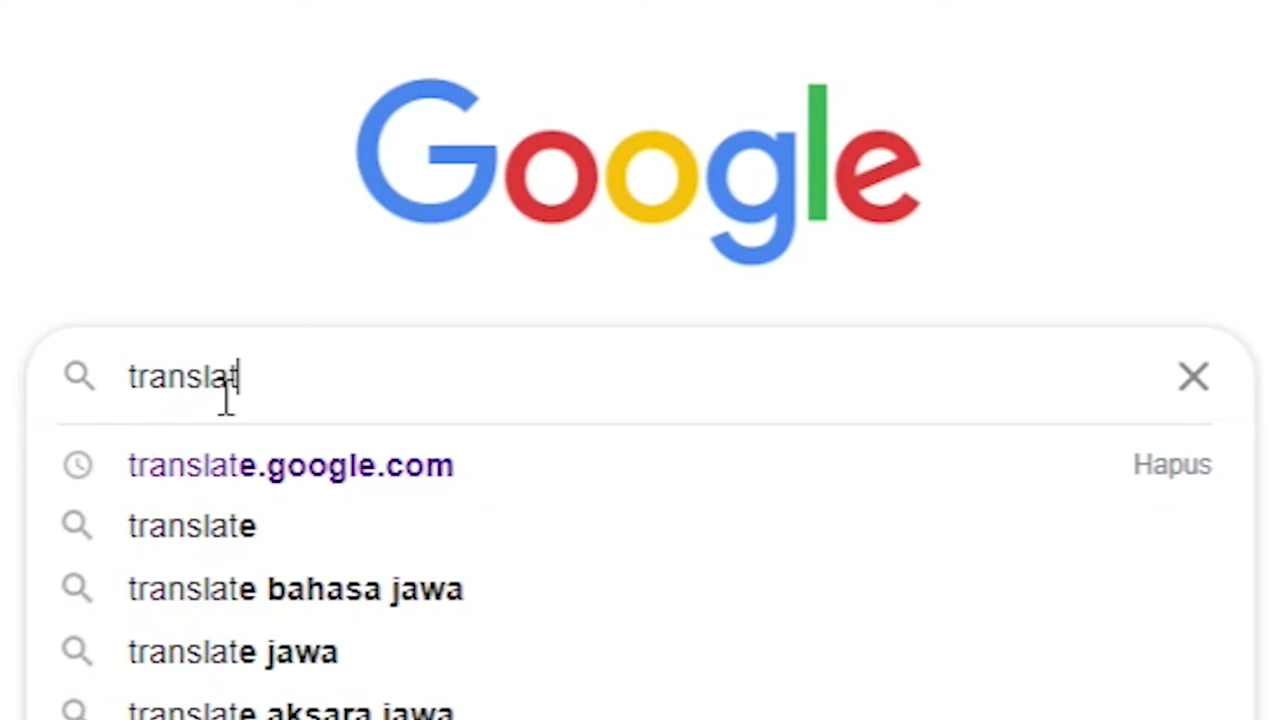 Google
translat
translate.google.com Hapus
translate
translate bahasa jawa
translate jawa
translate aksara jawa